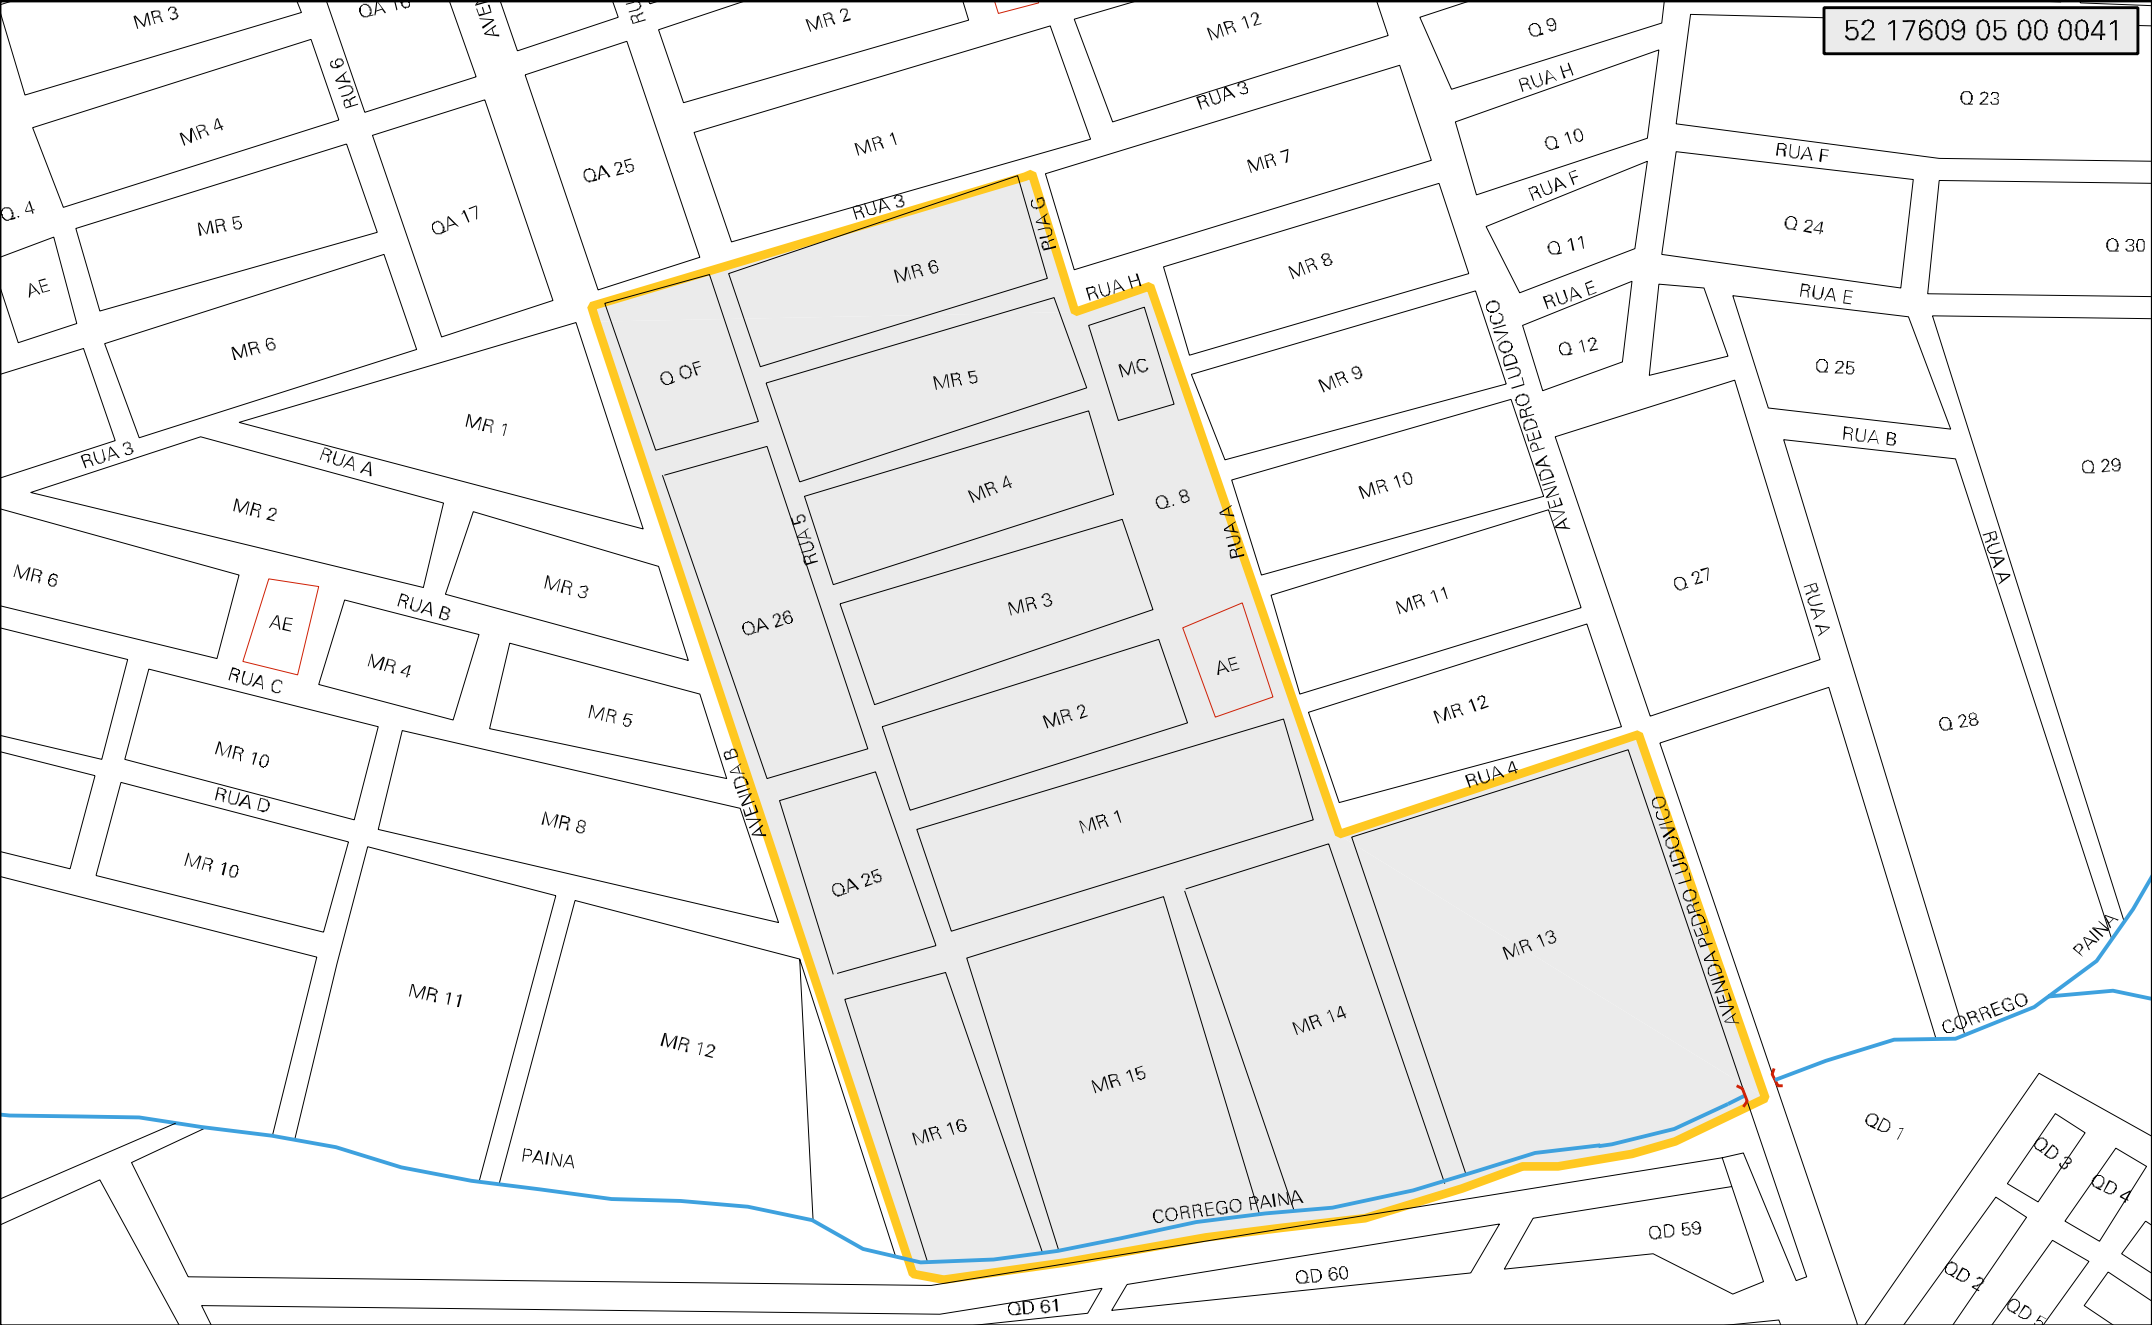 MR 3
QA 16
MR 2
MR 12
Q 9
52 17609 05 00 0041
RUA 6
RUA H
RUA 3
Q 23
MR 4
MR 1
Q 10
RUA F
QA 25
MR 7
RUA F
Q. 4
MR 5
QA 17
RUA 3
RUA G
Q 24
Q 11
Q 30
AE
MR 6
MR 8
RUA H
RUA E
RUA E
MR 6
Q OF
MR 5
MC
MR 9
AVENIDA PEDRO LUDOVICO
Q 12
Q 25
MR 1
RUA 3
RUA A
RUA B
Q 29
MR 4
Q. 8
MR 10
MR 2
RUA 5
RUA A
RUA A
MR 6
MR 3
RUA B
AE
QA 26
MR 3
MR 11
Q 27
RUA A
MR 4
AE
RUA C
MR 5
MR 2
MR 12
Q 28
MR 10
RUA D
AVENIDA B
RUA 4
MR 8
MR 1
AVENIDA PEDRO LUDOVICO
MR 10
QA 25
MR 13
PAINA
MR 11
MR 12
MR 14
CORREGO
MR 15
MR 16
QD 1
PAINA
QD 3
QD 4
CORREGO PAINA
QD 59
QD 60
QD 2
QD 61
QD 5